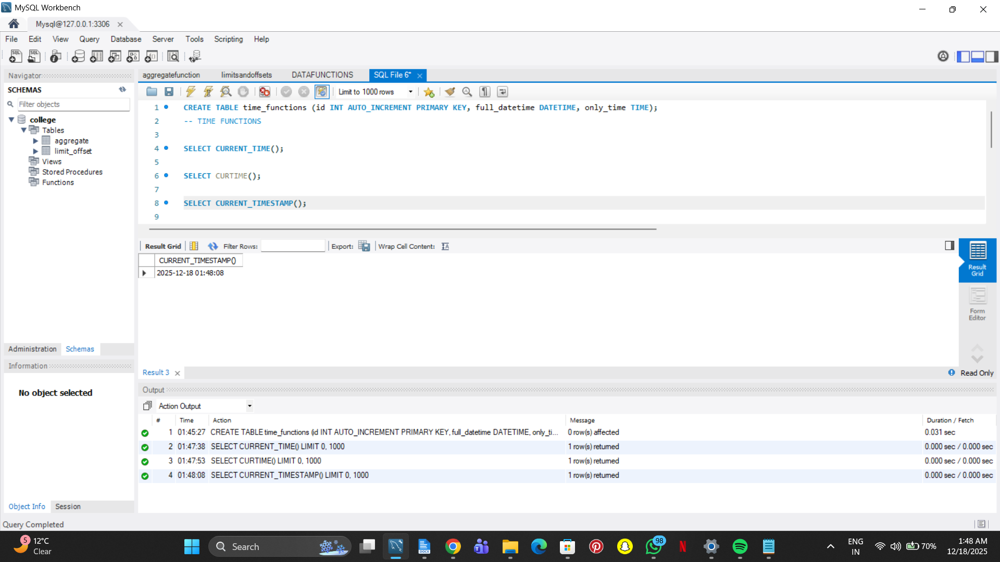 MySQL Workbench
Mysql@127.0.0.1:3306
File Edit View Query Database Server Tools Scripting Help
Navigator
SCHEMAS
Filter objects
college
Tables
aggregate
limit_offset
Views
Stored Procedures
Functions
Administration Schemas
Information
No object selected
Object Info Session
aggregatefunction limitsandoffsets DATAFUNCTIONS SQL File 6*
Limit to 1000 rows
1 CREATE TABLE time_functions (id INT AUTO_INCREMENT PRIMARY KEY, full_datetime DATETIME, only_time TIME);
2 -- TIME FUNCTIONS
3
4 SELECT CURRENT_TIME();
5
6 SELECT CURTIME();
7
8 SELECT CURRENT_TIMESTAMP();
9
Result Grid Filter Rows: Export: Wrap Cell Content:
CURRENT_TIMESTAMP()
2025-12-18 01:48:08
Result Grid
Form Editor
Result 3
Read Only
Output
Action Output
# Time Action Message Duration / Fetch
1 01:45:27 CREATE TABLE time_functions (id INT AUTO_INCREMENT PRIMARY KEY, full_datetime DATETIME, only_ti... 0 row(s) affected 0.031 sec
2 01:47:38 SELECT CURRENT_TIME() LIMIT 0, 1000 1 row(s) returned 0.000 sec / 0.000 sec
3 01:47:53 SELECT CURTIME() LIMIT 0, 1000 1 row(s) returned 0.000 sec / 0.000 sec
4 01:48:08 SELECT CURRENT_TIMESTAMP() LIMIT 0, 1000 1 row(s) returned 0.000 sec / 0.000 sec
Query Completed
5
12°C
Clear
Search
DOCX
98
ENG
IN
70%
1:48 AM
12/18/2025